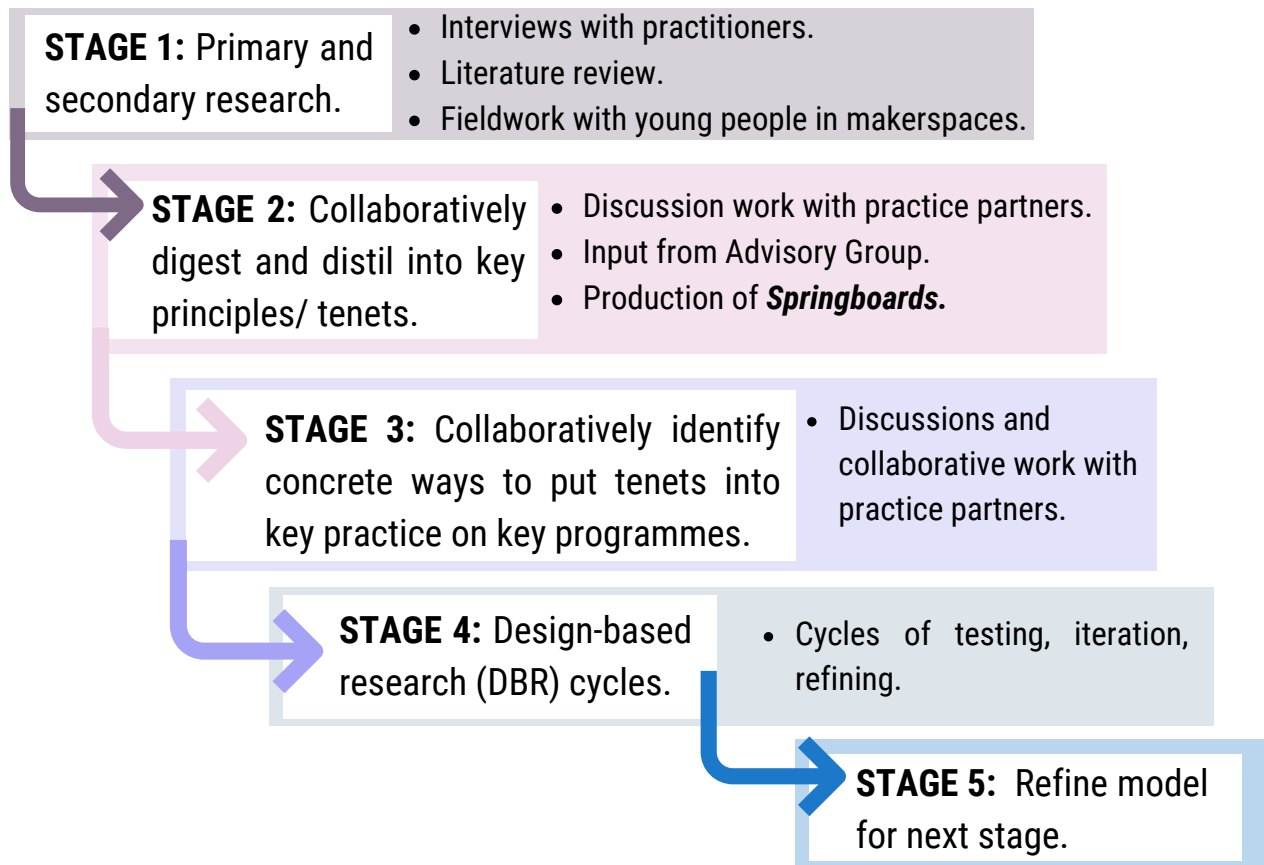 STAGE 1: Primary and
secondary research.
• Interviews with practitioners.
• Literature review.
• Fieldwork with young people in makerspaces.
STAGE 2: Collaboratively
digest and distil into key
principles/ tenets.
• Discussion work with practice partners.
• Input from Advisory Group.
• Production of Springboards.
STAGE 3: Collaboratively identify
concrete ways to put tenets into
key practice on key programmes.
• Discussions and
collaborative work with
practice partners.
STAGE 4: Design-based
research (DBR) cycles.
• Cycles of testing, iteration,
refining.
STAGE 5: Refine model
for next stage.